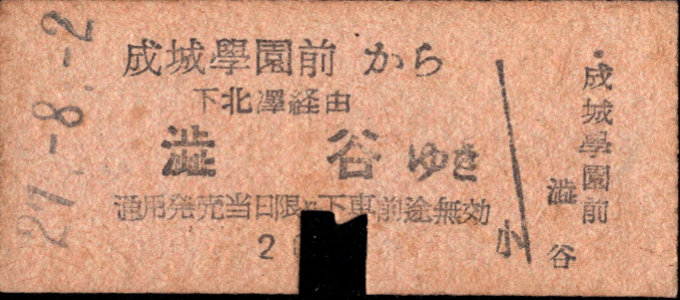 27.-8.-2
成城學園前から
下北澤経由
澁谷ゆき
通用発売当日限り下車前途無効
2
小
成城學園前
澁谷